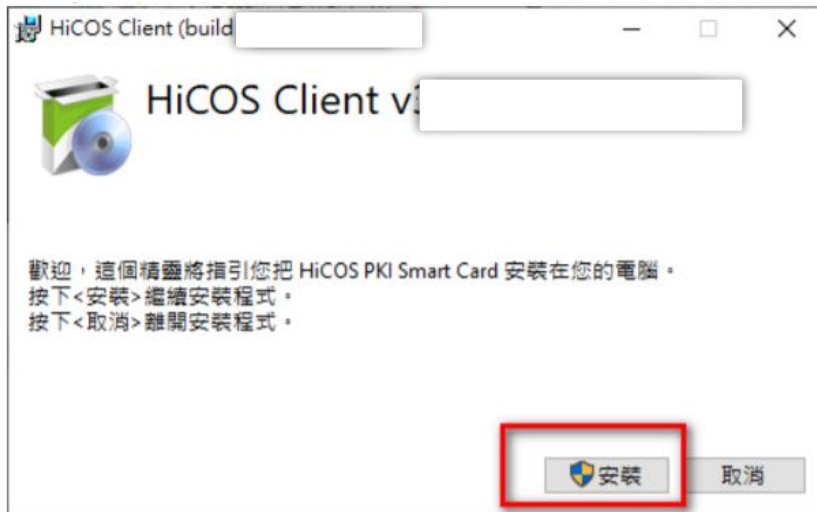 HiCOS Client (build
HiCOS Client v3
歡迎，這個精靈將指引您把 HiCOS PKI Smart Card 安裝在您的電腦。
按下<安裝>繼續安裝程式。
按下<取消>離開安裝程式。
安裝
取消